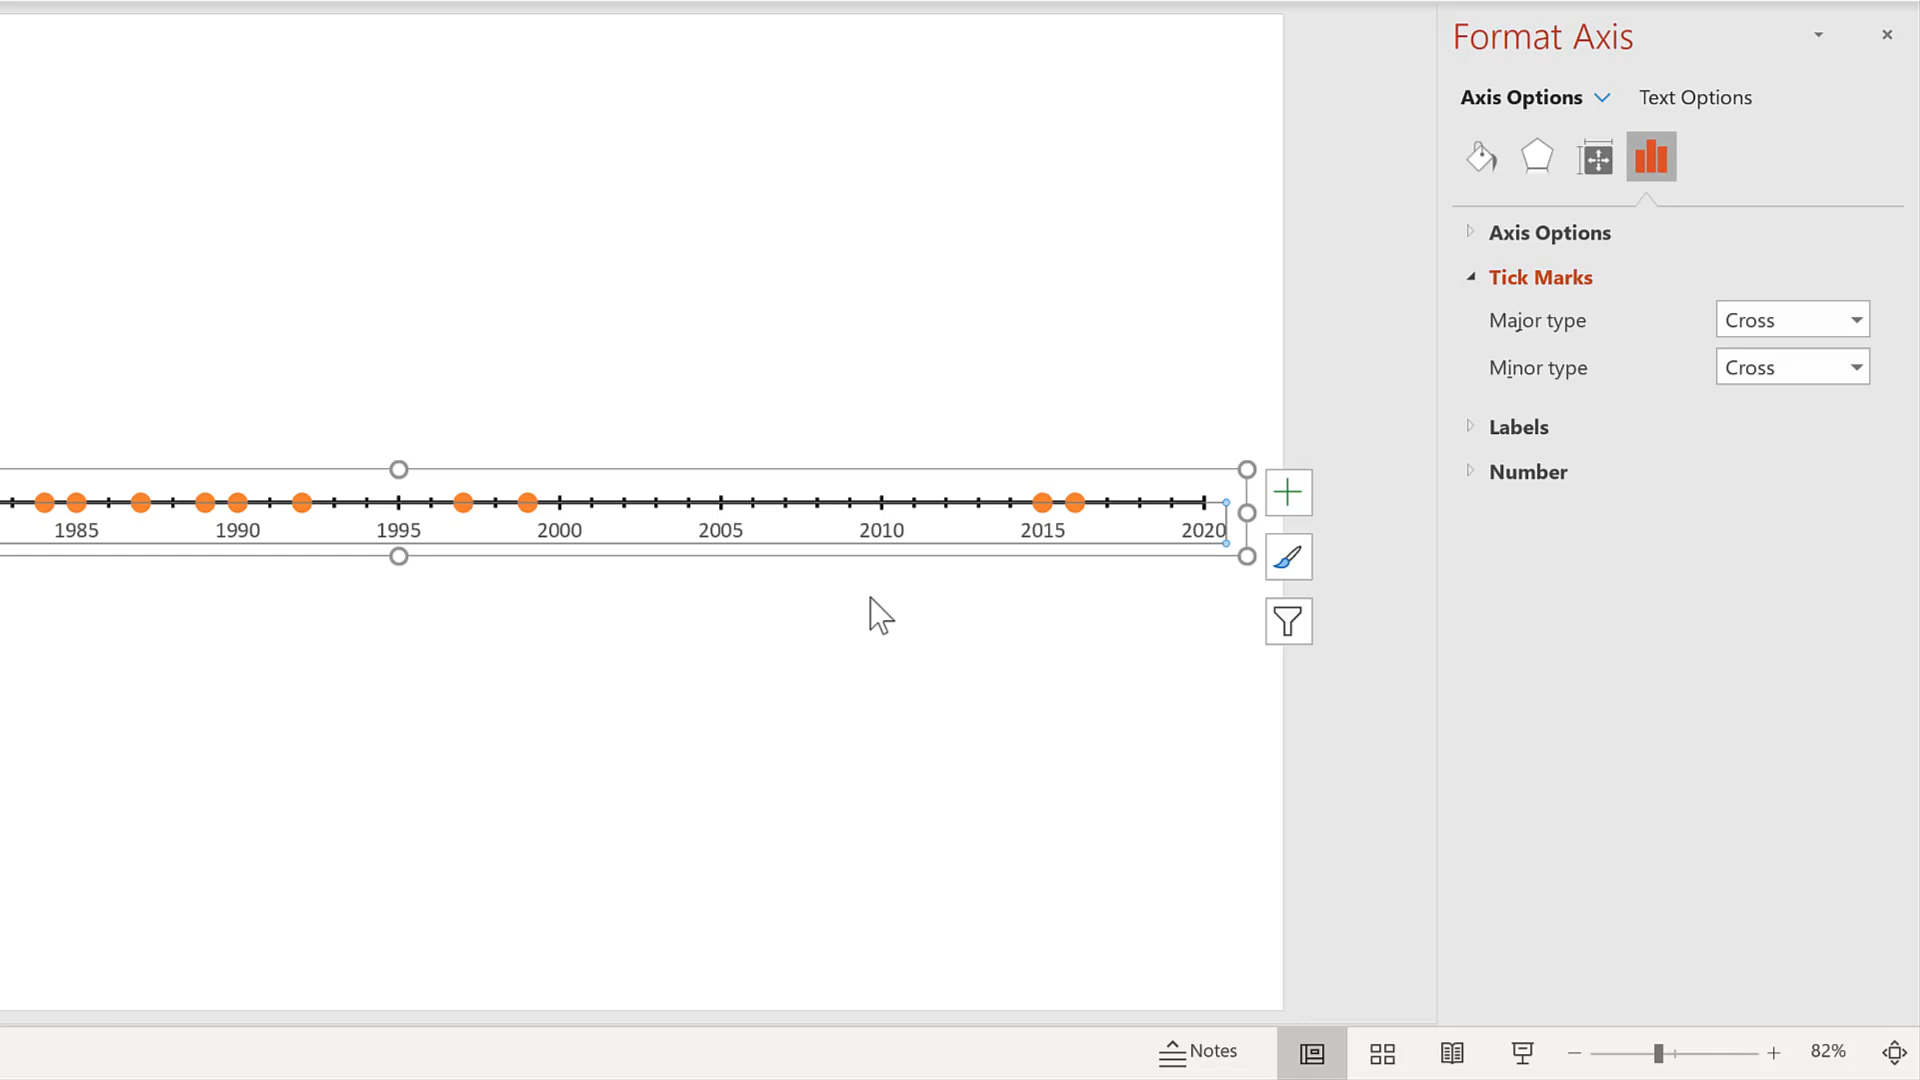 Format Axis
Axis Options Text Options
Axis Options
Tick Marks
Major type Cross
Minor type Cross
Labels
Number
1985 1990 1995 2000 2005 2010 2015 2020
Notes 82%